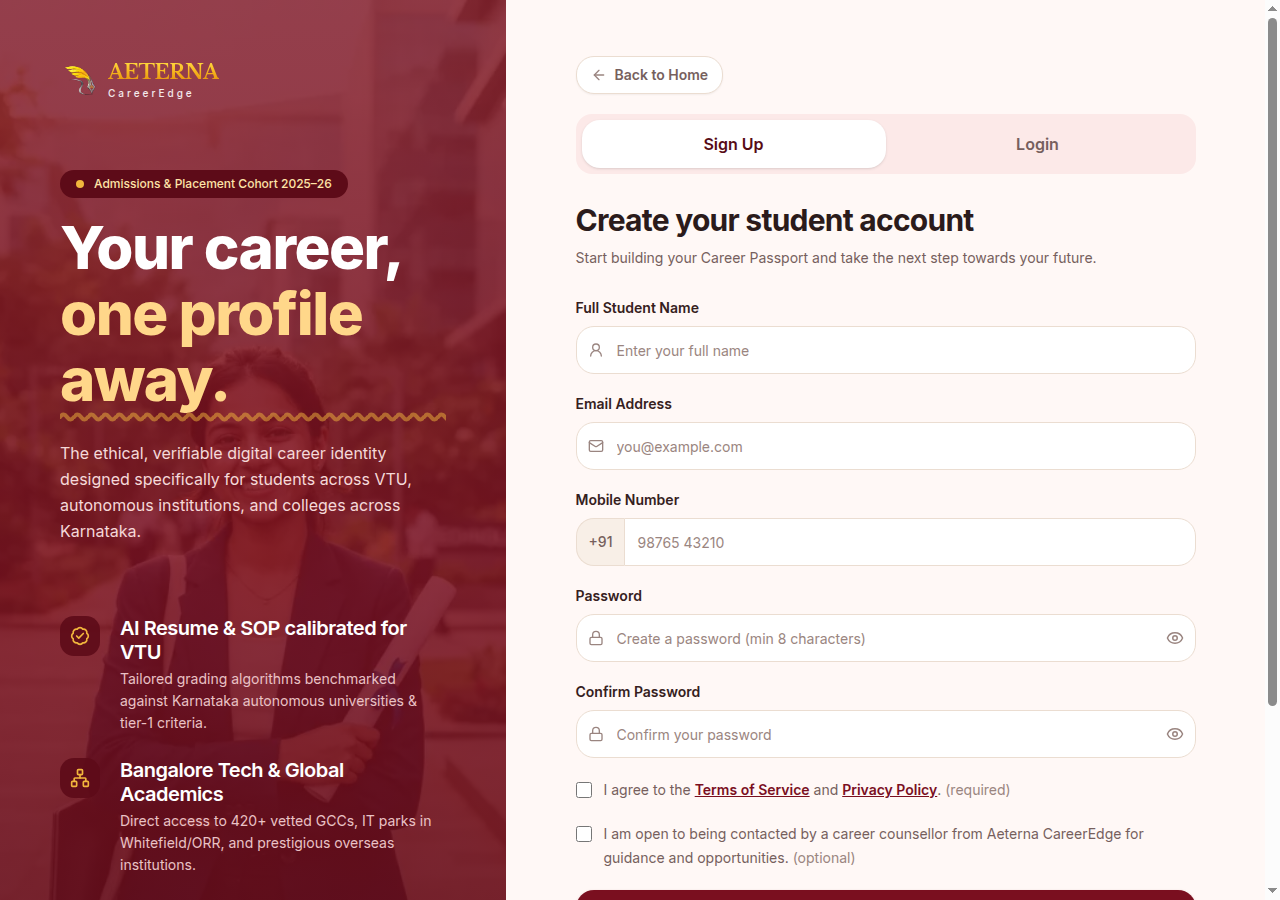 AETERNA
CareerEdge
Admissions & Placement Cohort 2025–26
Your career,
one profile
away.
The ethical, verifiable digital career identity
designed specifically for students across VTU,
autonomous institutions, and colleges across
Karnataka.
AI Resume & SOP calibrated for
VTU
Tailored grading algorithms benchmarked
against Karnataka autonomous universities &
tier-1 criteria.
Bangalore Tech & Global
Academics
Direct access to 420+ vetted GCCs, IT parks in
Whitefield/ORR, and prestigious overseas
institutions.
Back to Home
Sign Up
Login
Create your student account
Start building your Career Passport and take the next step towards your future.
Full Student Name
Enter your full name
Email Address
you@example.com
Mobile Number
+91 98765 43210
Password
Create a password (min 8 characters)
Confirm Password
Confirm your password
I agree to the Terms of Service and Privacy Policy. (required)
I am open to being contacted by a career counsellor from Aeterna CareerEdge for
guidance and opportunities. (optional)